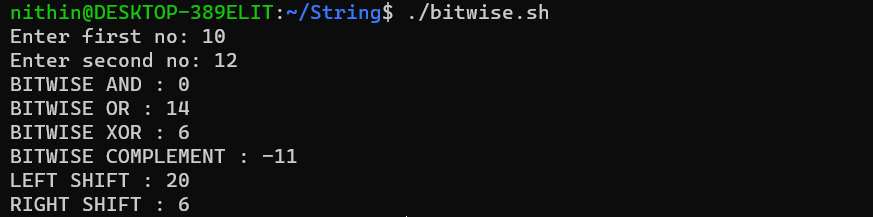 nithin@DESKTOP-389ELIT:~/String$ ./bitwise.sh
Enter first no: 10
Enter second no: 12
BITWISE AND : 0
BITWISE OR : 14
BITWISE XOR : 6
BITWISE COMPLEMENT : -11
LEFT SHIFT : 20
RIGHT SHIFT : 6